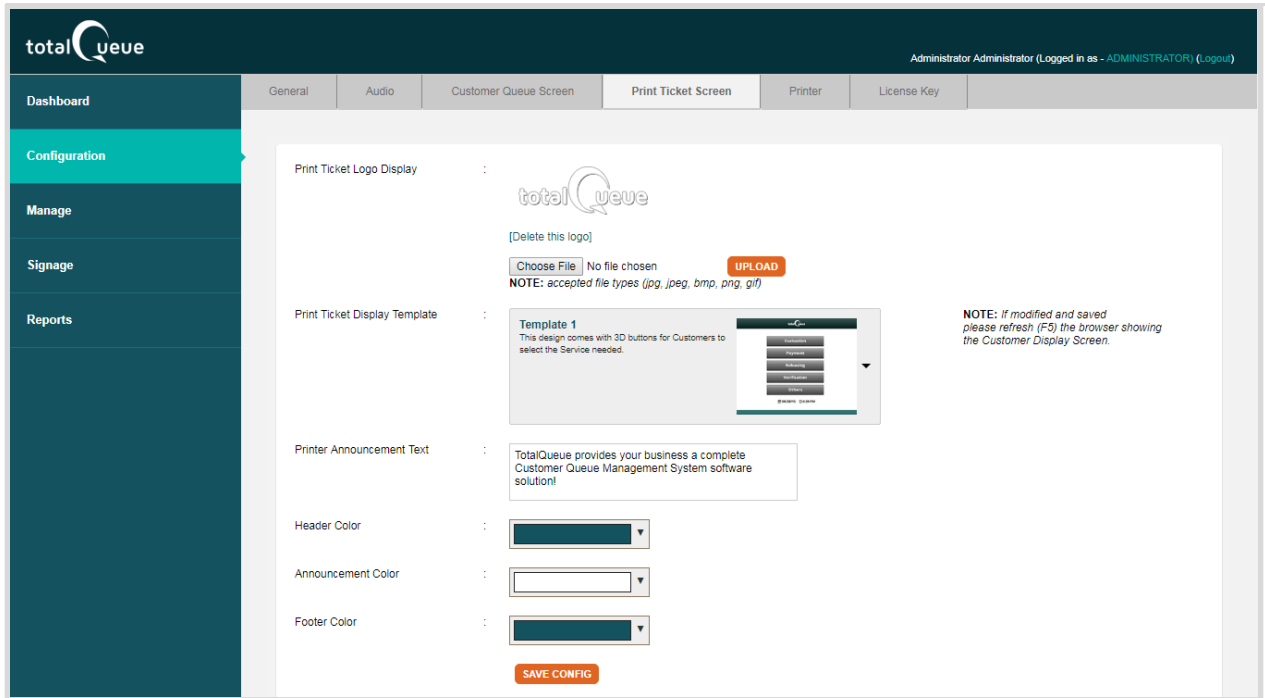 totalQueue
Administrator Administrator (Logged in as - ADMINISTRATOR) (Logout)
Dashboard
Configuration
Manage
Signage
Reports
General Audio Customer Queue Screen Print Ticket Screen Printer License Key
Print Ticket Logo Display :
totalQueue
[Delete this logo]
Choose File No file chosen UPLOAD
NOTE: accepted file types (jpg, jpeg, bmp, png, gif)
Print Ticket Display Template :
Template 1
This design comes with 3D buttons for Customers to
select the Service needed.
Evaluation
Payment
Releasing
Verification
Others
NOTE: If modified and saved
please refresh (F5) the browser showing
the Customer Display Screen.
Printer Announcement Text :
TotalQueue provides your business a complete
Customer Queue Management System software
solution!
Header Color :
Announcement Color :
Footer Color :
SAVE CONFIG